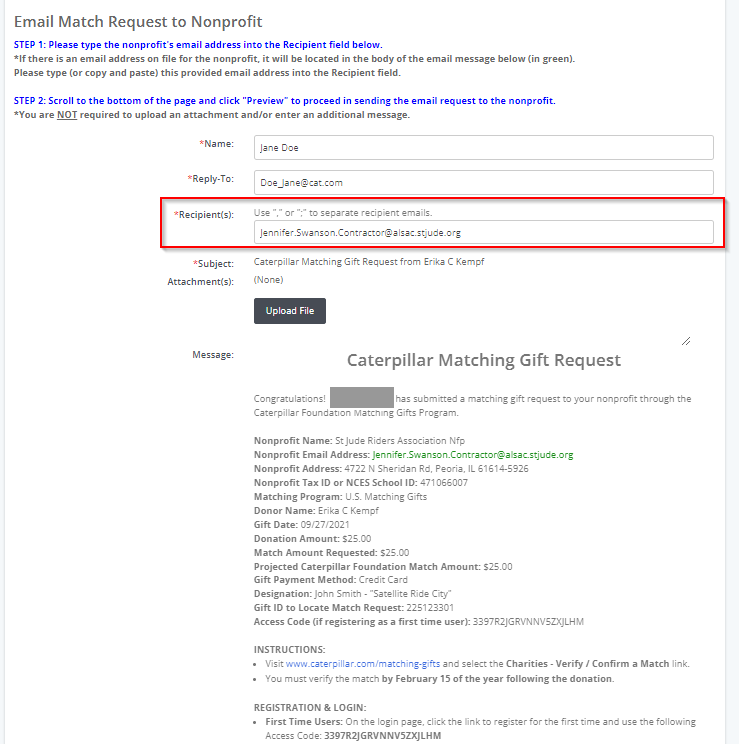 Email Match Request to Nonprofit
STEP 1: Please type the nonprofit's email address into the Recipient field below.
*If there is an email address on file for the nonprofit, it will be located in the body of the email message below (in green).
Please type (or copy and paste) this provided email address into the Recipient field.
STEP 2: Scroll to the bottom of the page and click "Preview" to proceed in sending the email request to the nonprofit.
*You are NOT required to upload an attachment and/or enter an additional message.
*Name: Jane Doe
*Reply-To: Doe_Jane@cat.com
*Recipient(s): Use "," or ";" to separate recipient emails.
Jennifer.Swanson.Contractor@alsac.stjude.org
*Subject: Caterpillar Matching Gift Request from Erika C Kempf
Attachment(s): (None)
Upload File
Message: Caterpillar Matching Gift Request
Congratulations! has submitted a matching gift request to your nonprofit through the
Caterpillar Foundation Matching Gifts Program.
Nonprofit Name: St Jude Riders Association Nfp
Nonprofit Email Address: Jennifer.Swanson.Contractor@alsac.stjude.org
Nonprofit Address: 4722 N Sheridan Rd, Peoria, IL 61614-5926
Nonprofit Tax ID or NCES School ID: 471066007
Matching Program: U.S. Matching Gifts
Donor Name: Erika C Kempf
Gift Date: 09/27/2021
Donation Amount: $25.00
Match Amount Requested: $25.00
Projected Caterpillar Foundation Match Amount: $25.00
Gift Payment Method: Credit Card
Designation: John Smith - "Satellite Ride City"
Gift ID to Locate Match Request: 225123301
Access Code (if registering as a first time user): 3397R2JGRVNNV5ZXJLHM
INSTRUCTIONS:
• Visit www.caterpillar.com/matching-gifts and select the Charities - Verify / Confirm a Match link.
• You must verify the match by February 15 of the year following the donation.
REGISTRATION & LOGIN:
• First Time Users: On the login page, click the link to register for the first time and use the following
Access Code: 3397R2JGRVNNV5ZXJLHM